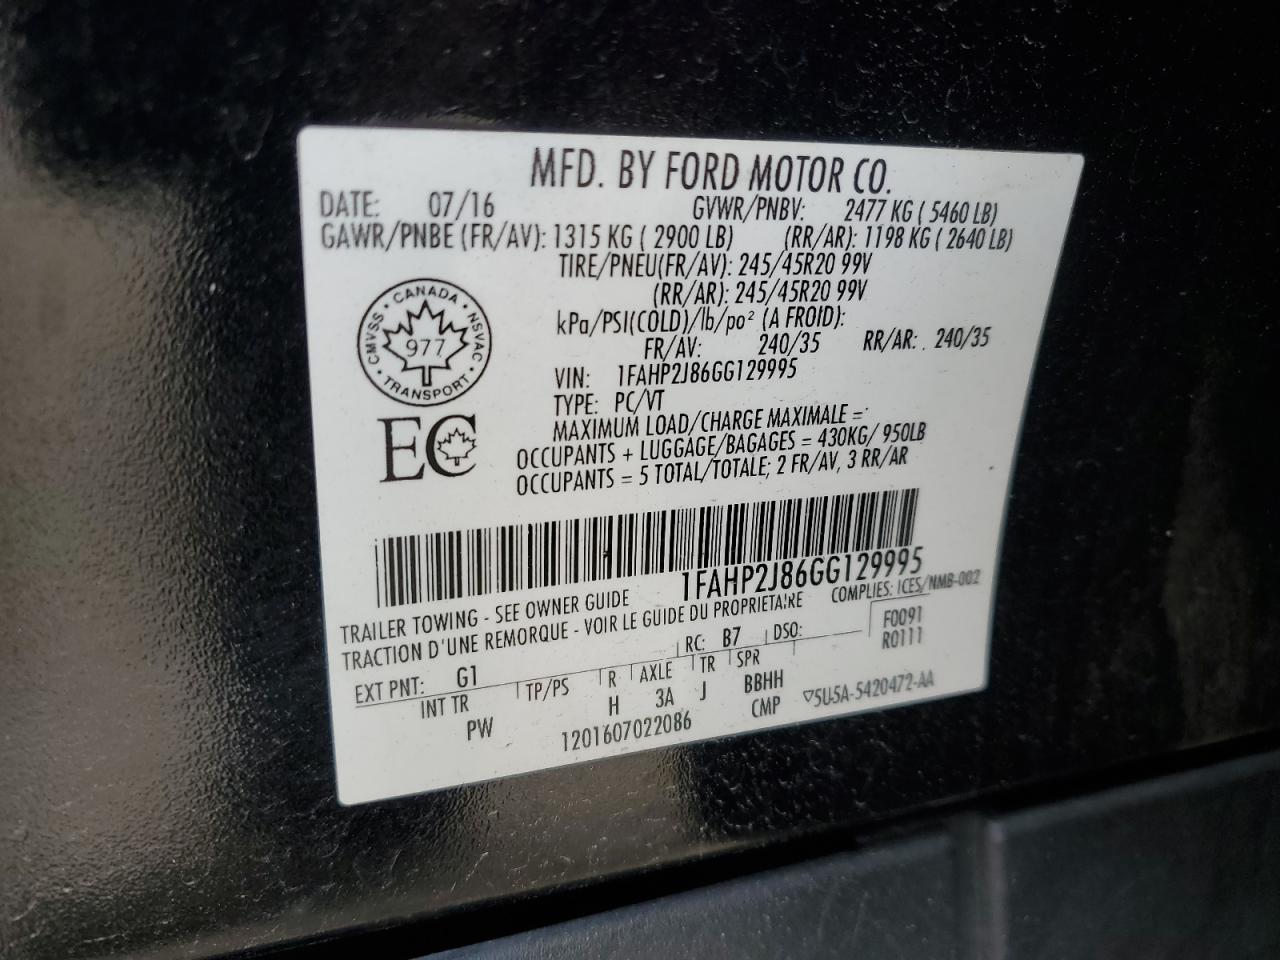 MFD. BY FORD MOTOR CO.
DATE: 07/16 GVWR/PNBV: 2477 KG ( 5460 LB)
GAWR/PNBE (FR/AV): 1315 KG ( 2900 LB) (RR/AR): 1198 KG ( 2640 LB)
TIRE/PNEU(FR/AV): 245/45R20 99V
(RR/AR): 245/45R20 99V
kPa/PSI(COLD)/lb/po² (A FROID):
FR/AV: 240/35 RR/AR: 240/35
VIN: 1FAHP2J86GG129995
TYPE: PC/VT
MAXIMUM LOAD/CHARGE MAXIMALE =
OCCUPANTS + LUGGAGE/BAGAGES = 430KG/ 950LB
OCCUPANTS = 5 TOTAL/TOTALE; 2 FR/AV, 3 RR/AR
CANADA
CMVSS 977 NSVAC
TRANSPORT
EC
1FAHP2J86GG129995
TRAILER TOWING - SEE OWNER GUIDE COMPLIES: ICES/NMB-002
TRACTION D'UNE REMORQUE - VOIR LE GUIDE DU PROPRIETAIRE
EXT PNT: G1 RC: B7 DSO: F0091
R0111
INT TR TP/PS R AXLE TR SPR
PW H 3A J BBHH
1201607022086 CMP ▽5U5A-5420472-AA